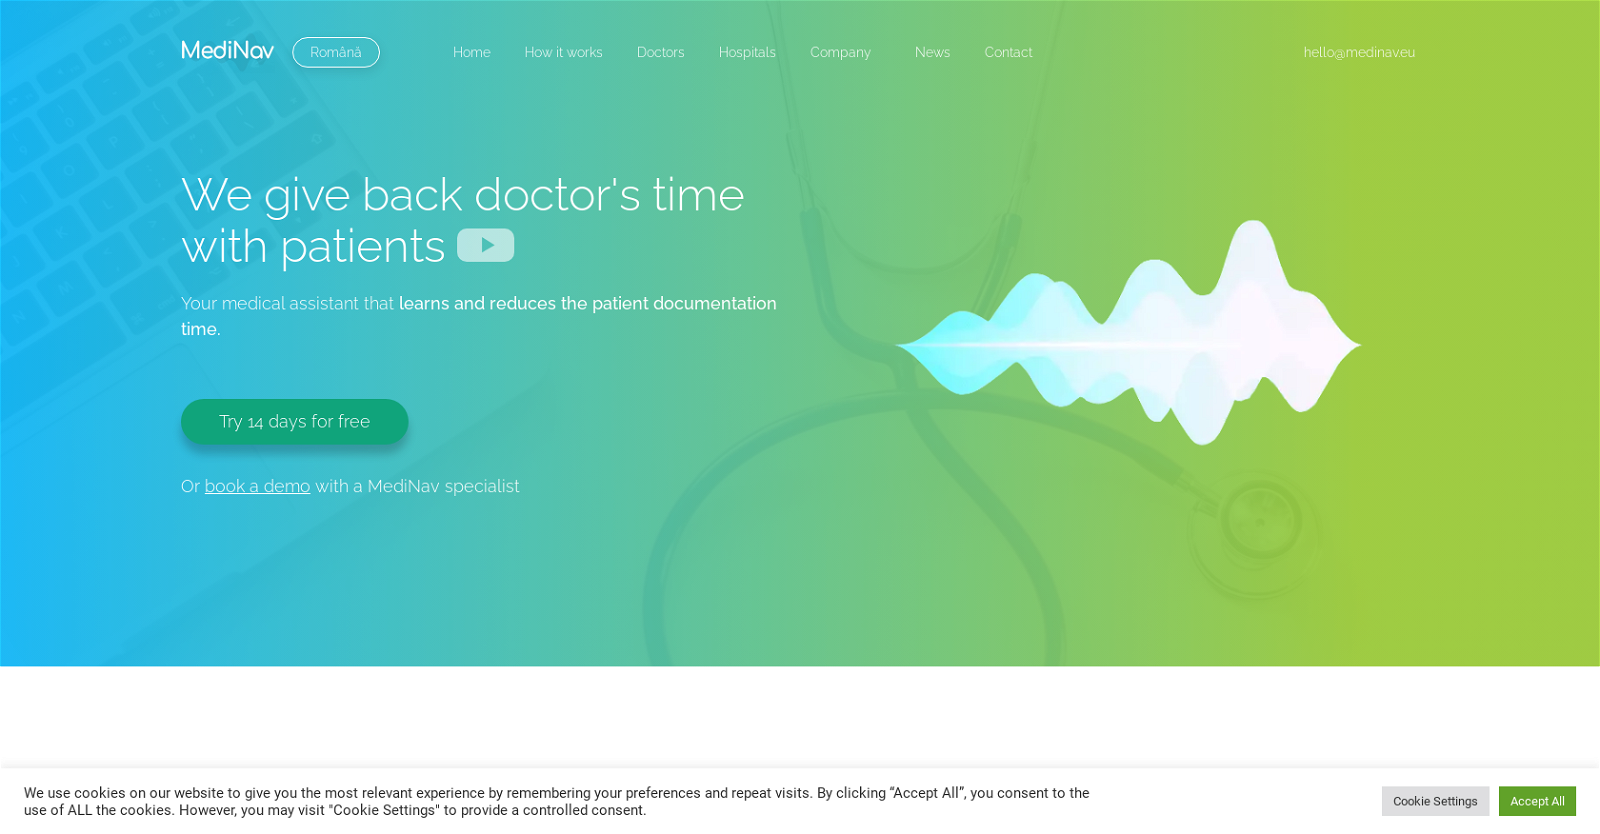 MediNav
Română
Home
How it works
Doctors
Hospitals
Company
News
Contact
hello@medinav.eu
We give back doctor's time
with patients
Your medical assistant that learns and reduces the patient documentation
time.
Try 14 days for free
Or book a demo with a MediNav specialist
We use cookies on our website to give you the most relevant experience by remembering your preferences and repeat visits. By clicking “Accept All”, you consent to the
use of ALL the cookies. However, you may visit "Cookie Settings" to provide a controlled consent.
Cookie Settings
Accept All